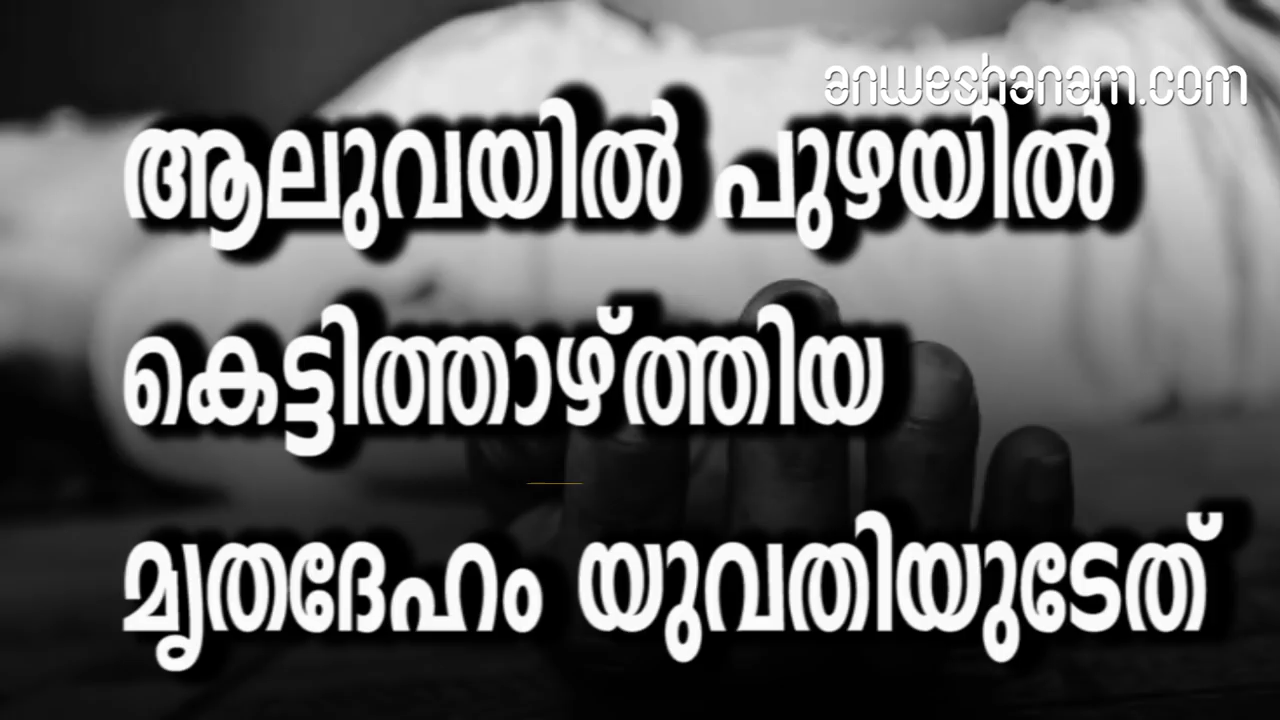 anweshanam.com
ആലുവയിൽ പുഴയിൽ
കെട്ടിത്താഴ്ത്തിയ
മൃതദേഹം യുവതിയുടേത്